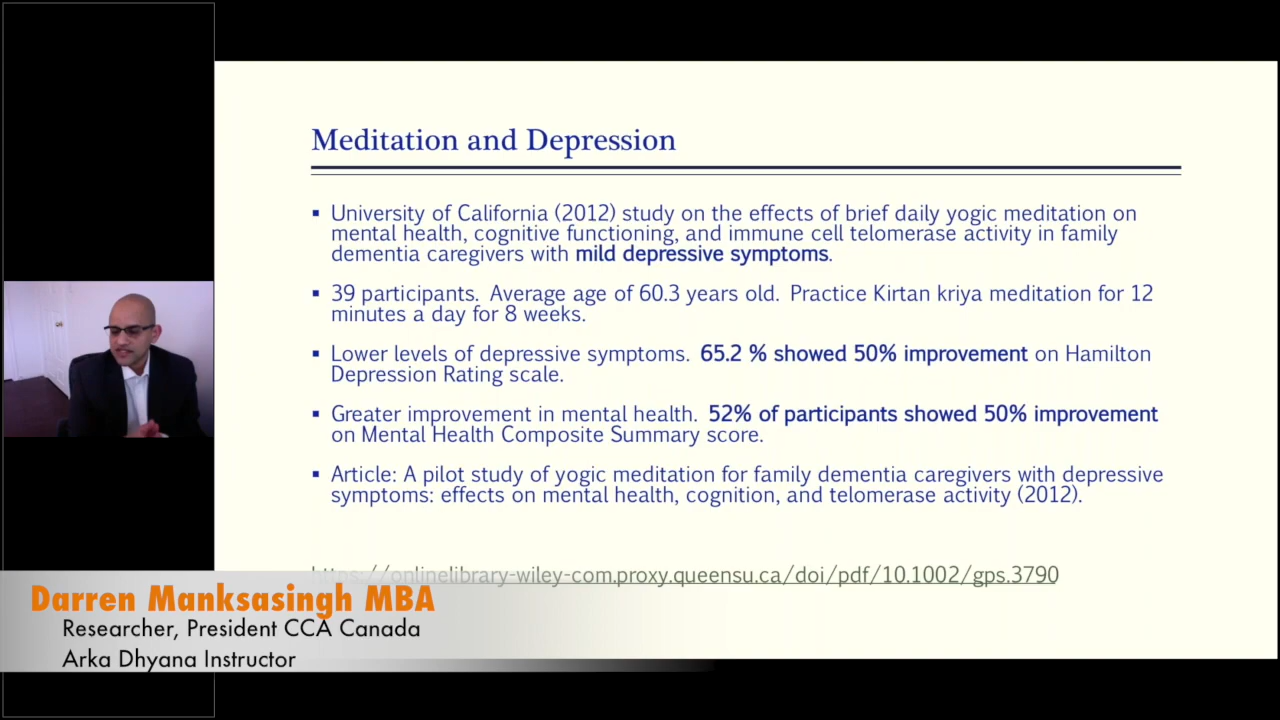 Meditation and Depression
▪ University of California (2012) study on the effects of brief daily yogic meditation on
mental health, cognitive functioning, and immune cell telomerase activity in family
dementia caregivers with mild depressive symptoms.
▪ 39 participants.  Average age of 60.3 years old.  Practice Kirtan kriya meditation for 12
minutes a day for 8 weeks.
▪ Lower levels of depressive symptoms.  65.2 % showed 50% improvement on Hamilton
Depression Rating scale.
▪ Greater improvement in mental health.  52% of participants showed 50% improvement
on Mental Health Composite Summary score.
▪ Article: A pilot study of yogic meditation for family dementia caregivers with depressive
symptoms: effects on mental health, cognition, and telomerase activity (2012).
https://onlinelibrary-wiley-com.proxy.queensu.ca/doi/pdf/10.1002/gps.3790
Darren Manksasingh MBA
Researcher, President CCA Canada
Arka Dhyana Instructor